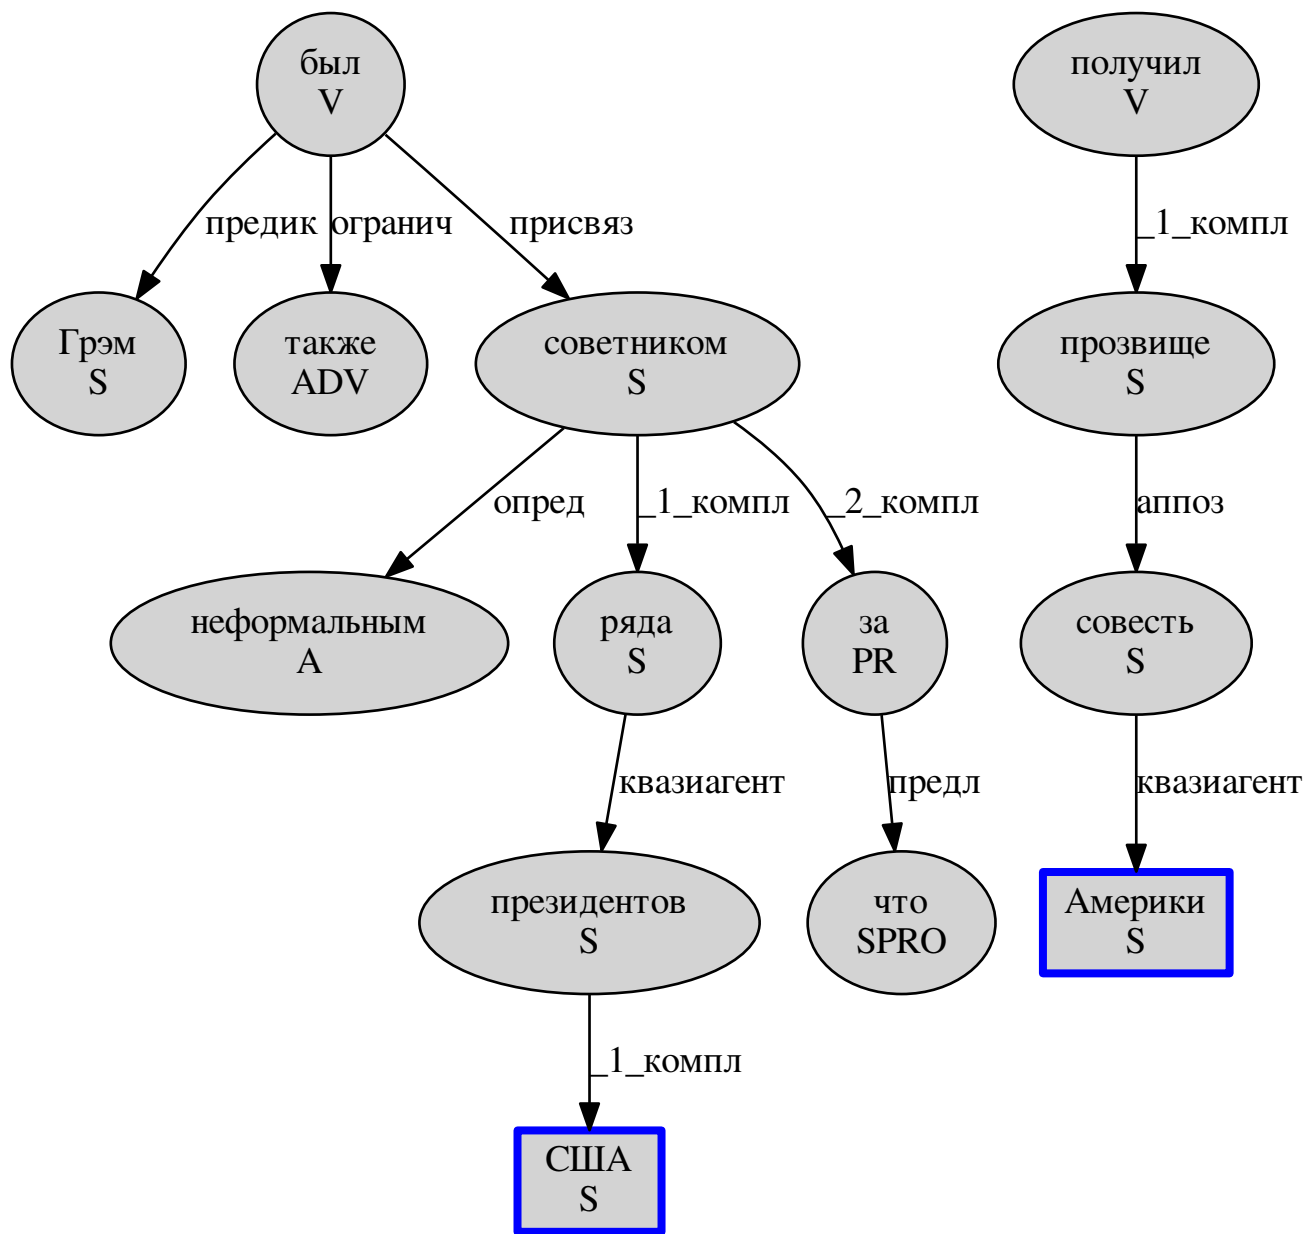 был
V
получил
V
предик
огранич
присвяз
_1_компл
Грэм
S
также
ADV
советником
S
прозвище
S
опред
_1_компл
_2_компл
аппоз
неформальным
A
ряда
S
за
PR
совесть
S
квазиагент
предл
квазиагент
президентов
S
что
SPRO
Америки
S
_1_компл
США
S